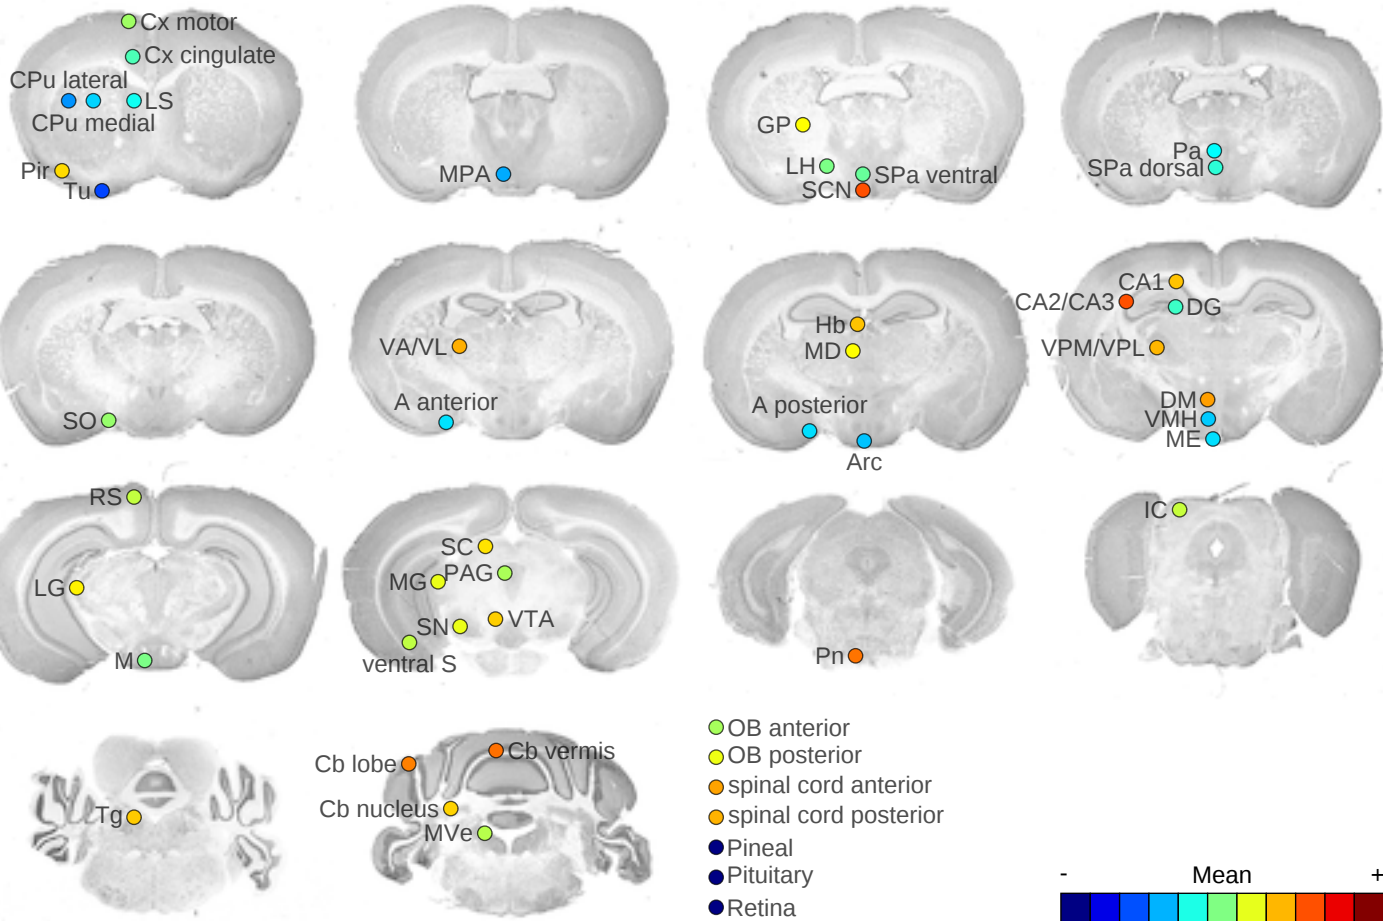 Cx motor
Cx cingulate
CPu lateral
LS
CPu medial
Pir
Tu
MPA
GP
LH
SPa ventral
SCN
Pa
SPa dorsal
SO
VA/VL
A anterior
Hb
MD
A posterior
Arc
CA1
CA2/CA3
DG
VPM/VPL
DM
VMH
ME
RS
LG
M
SC
PAG
MG
VTA
SN
ventral S
Pn
IC
Tg
Cb lobe
Cb vermis
Cb nucleus
MVe
OB anterior
OB posterior
spinal cord anterior
spinal cord posterior
Pineal
Pituitary
Retina
- Mean +